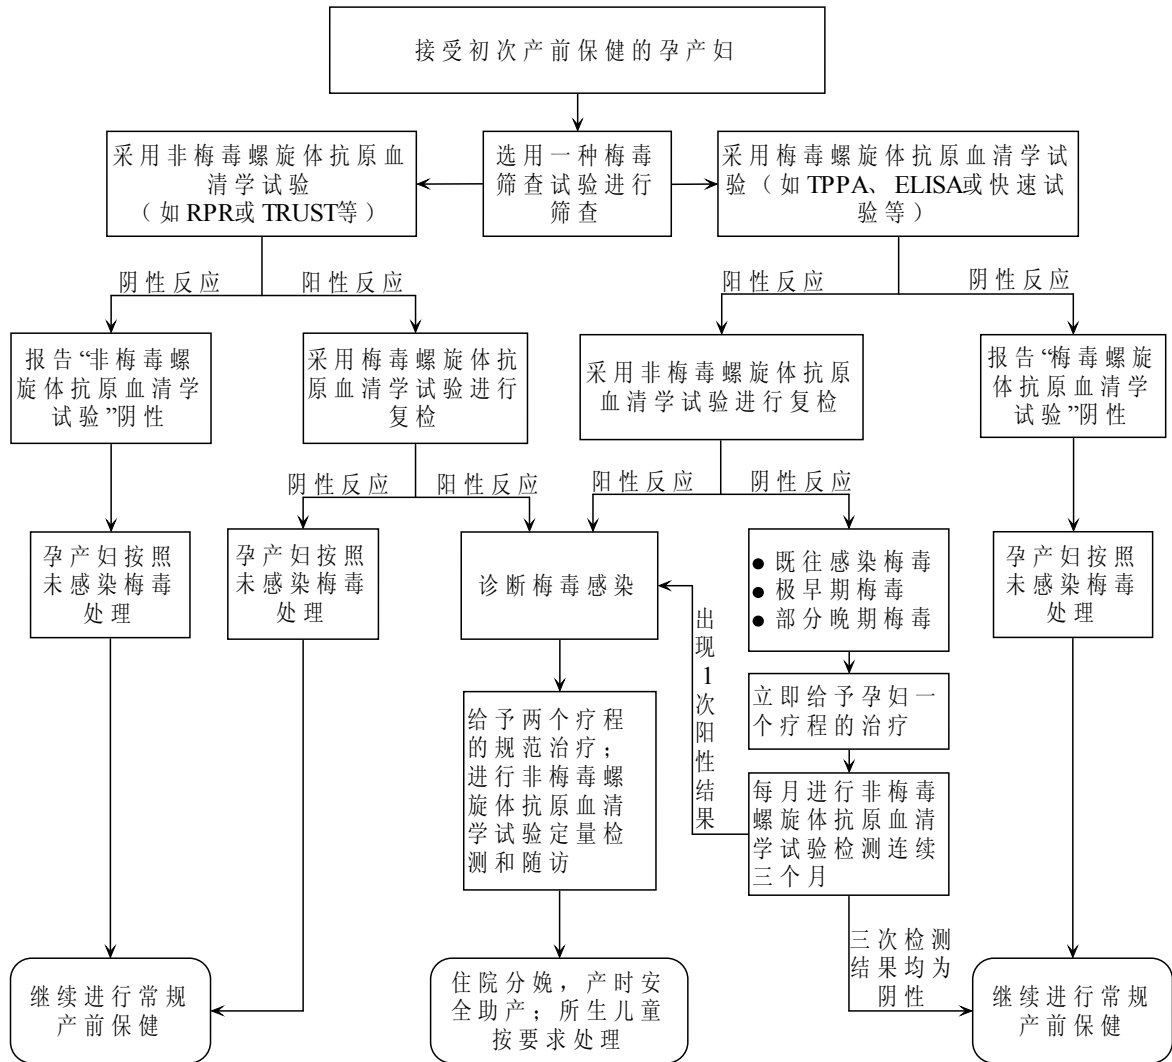 接受初次产前保健的孕产妇
采用非梅毒螺旋体抗原血
清学试验
（如RPR或TRUST等）
选用一种梅毒
筛查试验进行
筛查
采用梅毒螺旋体抗原血清学试
验（如TPPA、ELISA或快速试
验等）
阴性反应
阳性反应
阳性反应
阴性反应
报告“非梅毒螺
旋体抗原血清学
试验”阴性
采用梅毒螺旋体抗
原血清学试验进行
复检
采用非梅毒螺旋体抗原
血清学试验进行复检
报告“梅毒螺旋
体抗原血清学
试验”阴性
阴性反应
阳性反应
阳性反应
阴性反应
孕产妇按照
未感染梅毒
处理
孕产妇按照
未感染梅毒
处理
诊断梅毒感染
● 既往感染梅毒
● 极早期梅毒
● 部分晚期梅毒
孕产妇按照
未感染梅毒
处理
出现1次阳性结果
立即给予孕妇一
个疗程的治疗
给予两个疗程
的规范治疗；
进行非梅毒螺
旋体抗原血清
学试验定量检
测和随访
每月进行非梅毒
螺旋体抗原血清
学试验检测连续
三个月
三次检测
结果均为
阴性
继续进行常规
产前保健
住院分娩，产时安
全助产；所生儿童
按要求处理
继续进行常规
产前保健